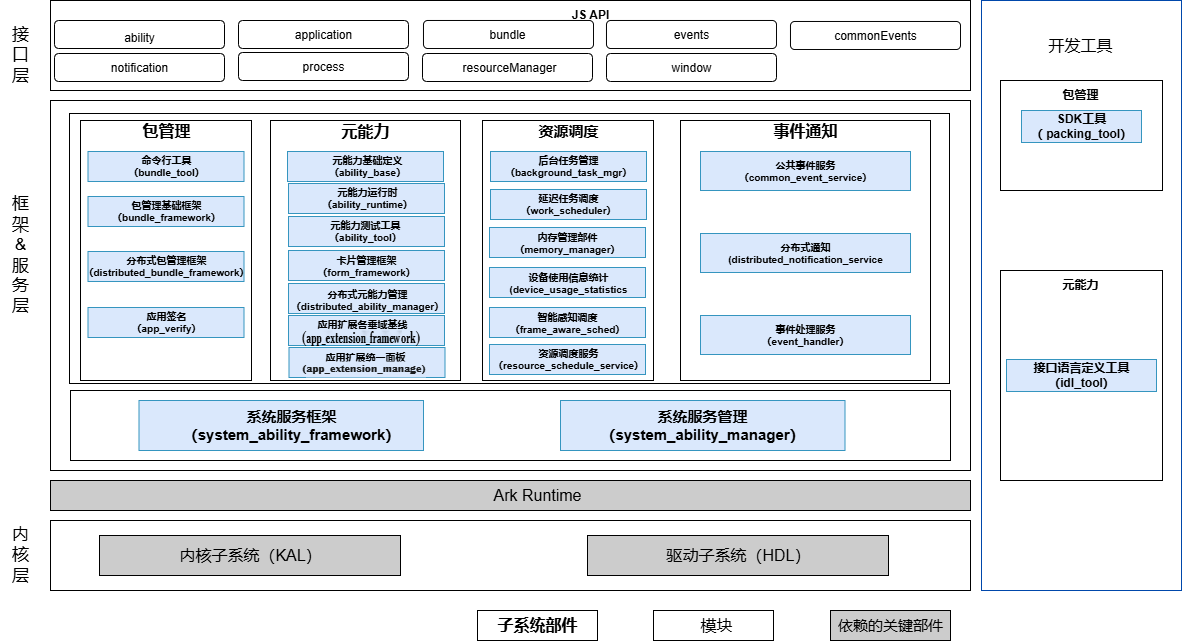 接口层
JS API
ability
application
bundle
events
commonEvents
notification
process
resourceManager
window
框架&服务层
包管理
命令行工具
（bundle_tool）
包管理基础框架
（bundle_framework）
分布式包管理框架
（distributed_bundle_framework）
应用签名
（app_verify）
元能力
元能力基础定义
（ability_base）
元能力运行时
（ability_runtime）
元能力测试工具
（ability_tool）
卡片管理框架
（form_framework）
分布式元能力管理
（distributed_ability_manager）
应用扩展各垂域基线
（app_extension_framework）
应用扩展统一面板
（app_extension_manage）
资源调度
后台任务管理
（background_task_mgr）
延迟任务调度
（work_scheduler）
内存管理部件
（memory_manager）
设备使用信息统计
（device_usage_statistics
智能感知调度
（frame_aware_sched）
资源调度服务
（resource_schedule_service）
事件通知
公共事件服务
（common_event_service）
分布式通知
（distributed_notification_service
事件处理服务
（event_handler）
系统服务框架
（system_ability_framework）
系统服务管理
（system_ability_manager）
Ark Runtime
内核层
内核子系统（KAL）
驱动子系统（HDL）
开发工具
包管理
SDK工具
（ packing_tool）
元能力
接口语言定义工具
（idl_tool）
子系统部件
模块
依赖的关键部件